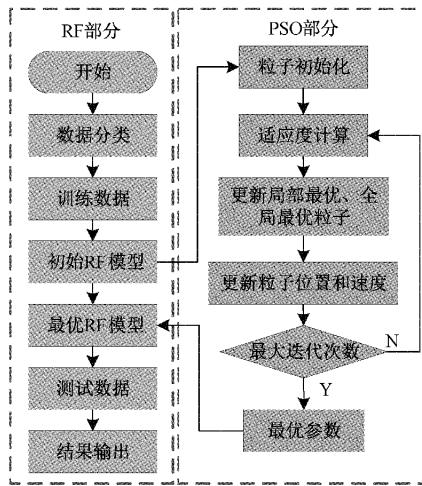 RF部分
开始
数据分类
训练数据
初始RF模型
最优RF模型
测试数据
结果输出
PSO部分
粒子初始化
适应度计算
更新局部最优、全
局最优粒子
更新粒子位置和速度
最大迭代次数
N
Y
最优参数